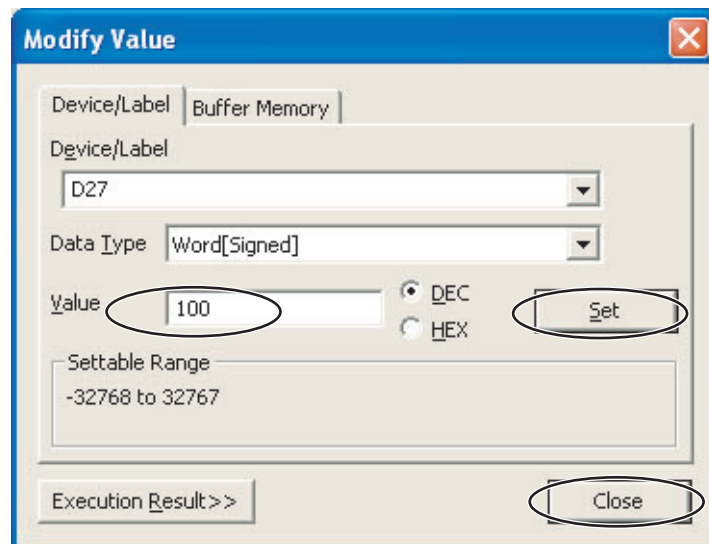 Modify Value
Device/Label Buffer Memory
Device/Label
D27
Data Type Word[Signed]
Value 100 DEC Set
HEX
Settable Range
-32768 to 32767
Execution Result>> Close